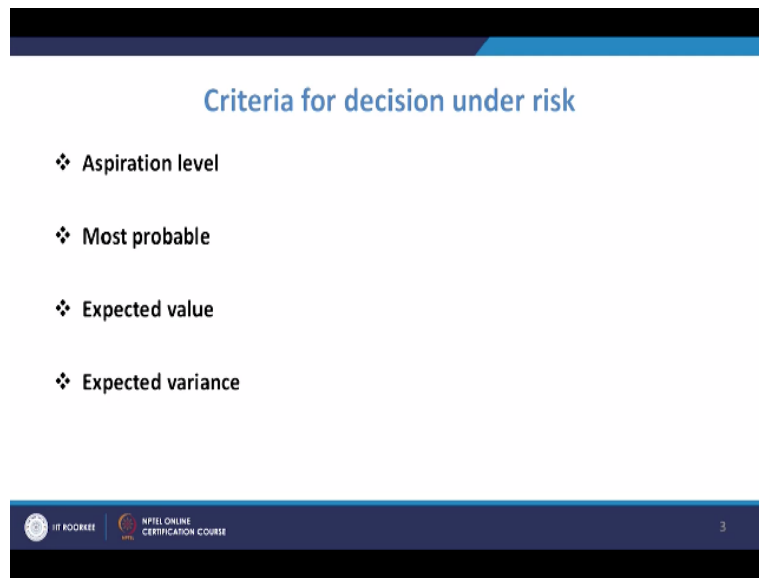 Criteria for decision under risk
❖ Aspiration level
❖ Most probable
❖ Expected value
❖ Expected variance
IIT ROORKEE
NPTEL ONLINE
CERTIFICATION COURSE
3